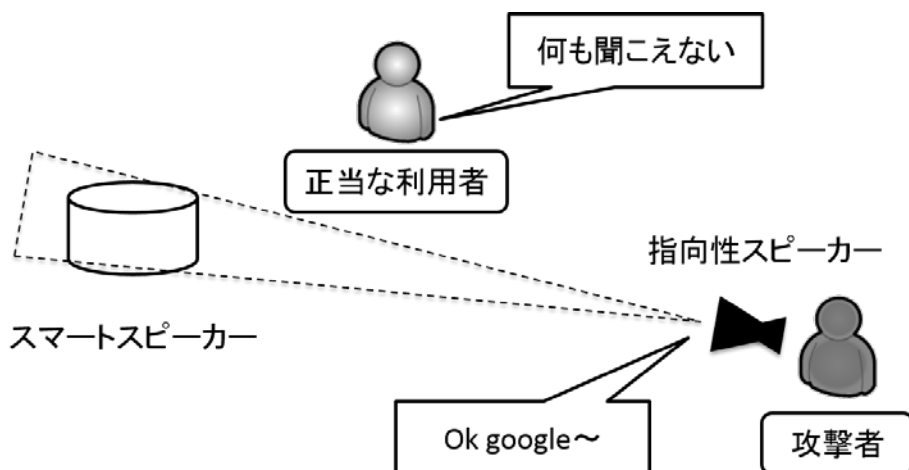 何も聞こえない
正当な利用者
指向性スピーカー
スマートスピーカー
Ok google～
攻撃者